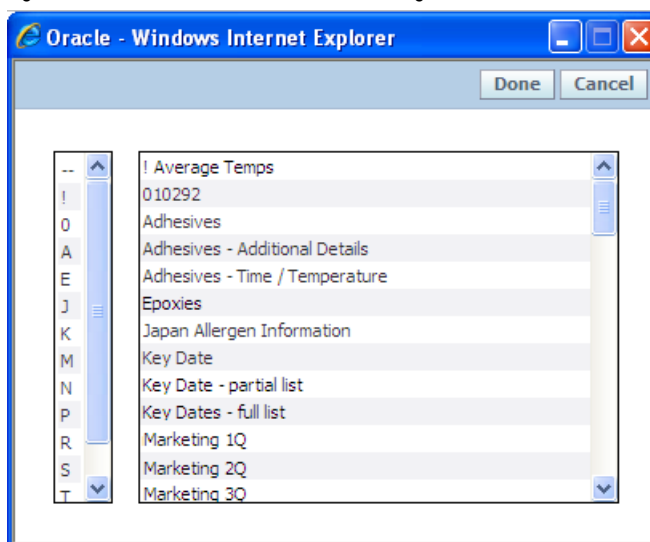 Oracle - Windows Internet Explorer
Done Cancel
--
!
0
A
E
J
K
M
N
P
R
S
T
! Average Temps
010292
Adhesives
Adhesives - Additional Details
Adhesives - Time / Temperature
Epoxies
Japan Allergen Information
Key Date
Key Date - partial list
Key Dates - full list
Marketing 1Q
Marketing 2Q
Marketing 3Q